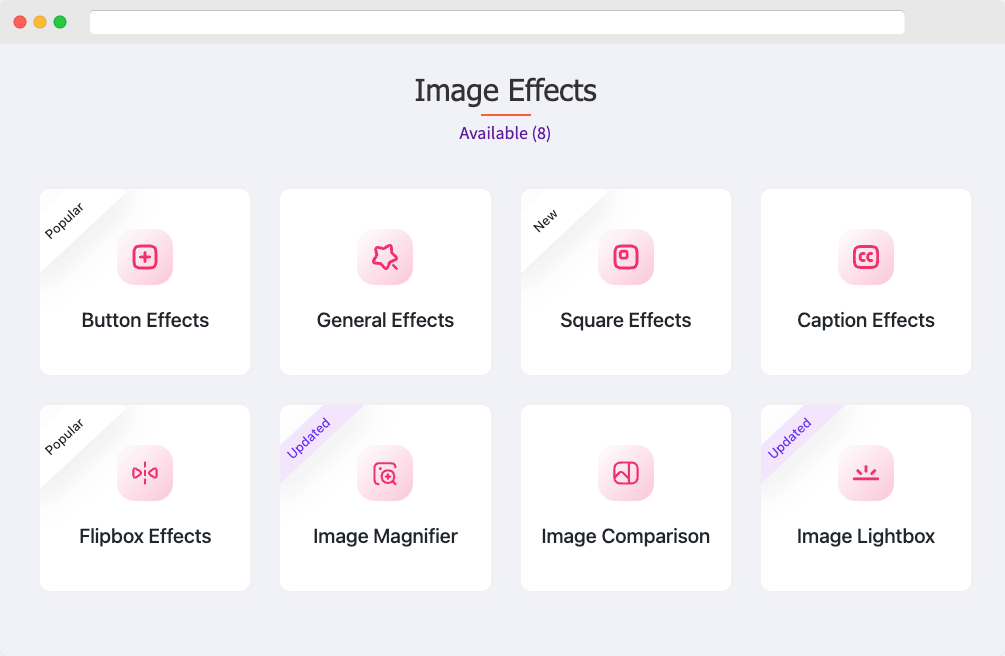 Image Effects
Available (8)
Popular
Button Effects
General Effects
New
Square Effects
CC
Caption Effects
Popular
Flipbox Effects
Updated
Image Magnifier
Image Comparison
Updated
Image Lightbox